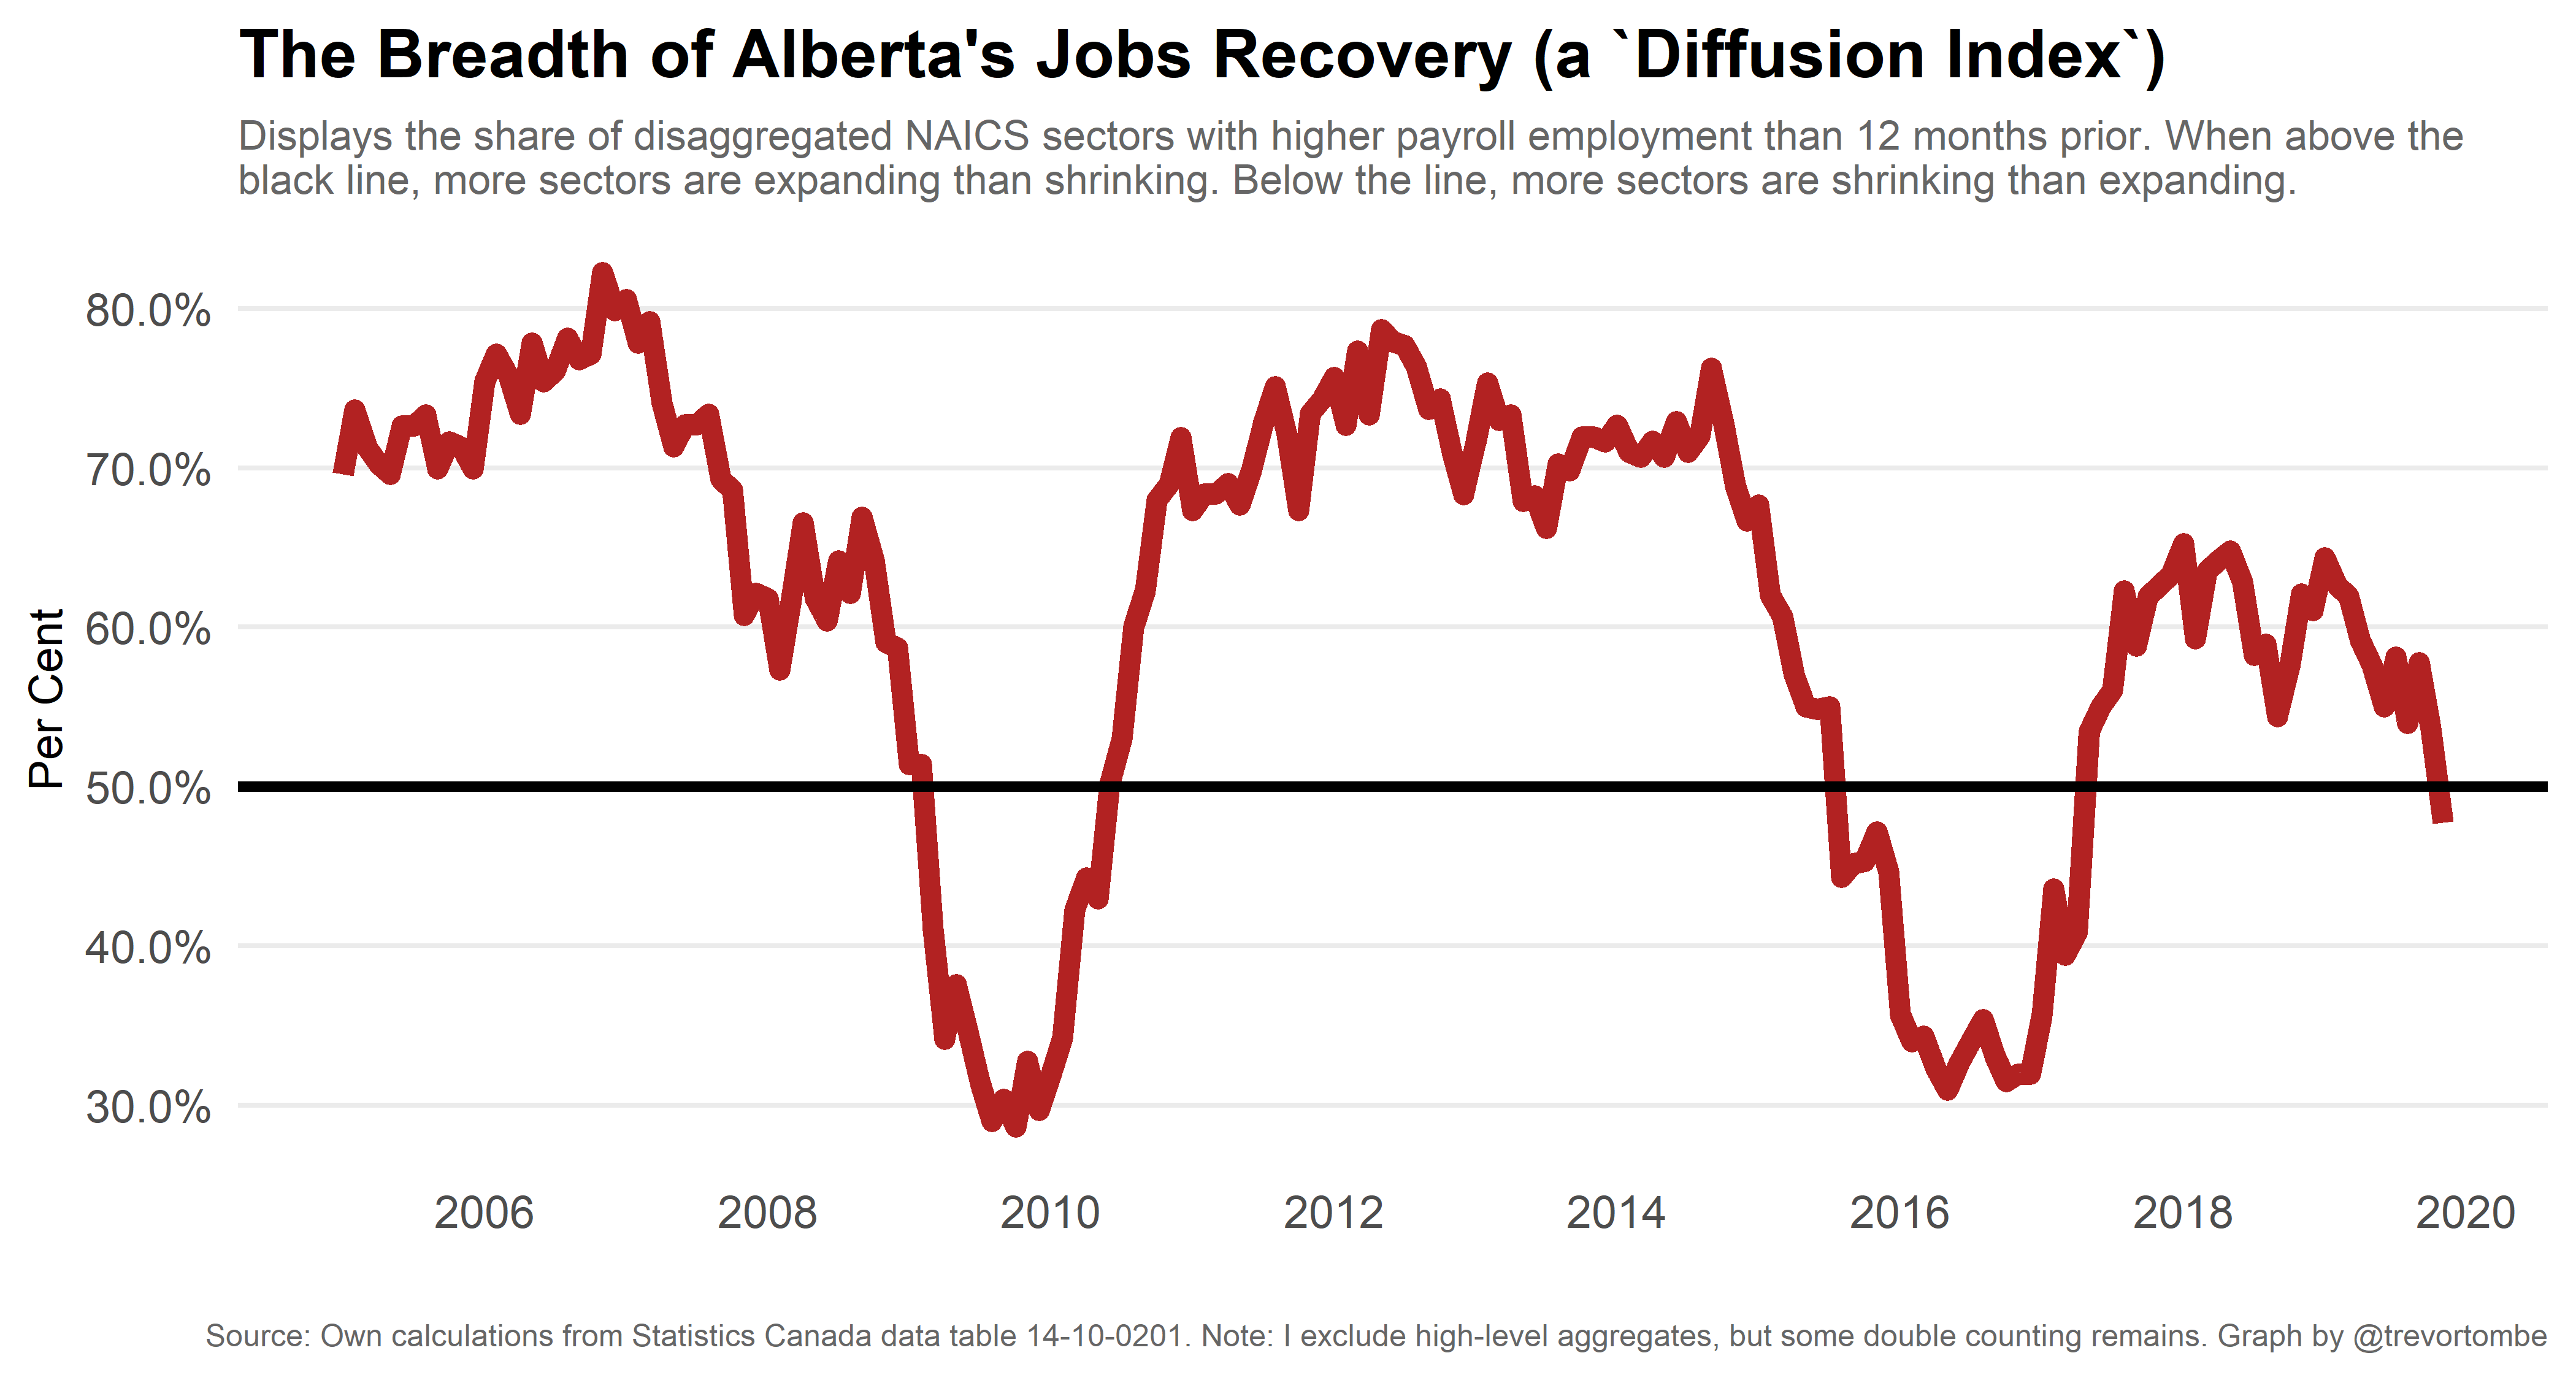 The Breadth of Alberta's Jobs Recovery (a `Diffusion Index`)
Displays the share of disaggregated NAICS sectors with higher payroll employment than 12 months prior. When above the
black line, more sectors are expanding than shrinking. Below the line, more sectors are shrinking than expanding.
Per Cent
80.0%
70.0%
60.0%
50.0%
40.0%
30.0%
2006 2008 2010 2012 2014 2016 2018 2020
Source: Own calculations from Statistics Canada data table 14-10-0201. Note: I exclude high-level aggregates, but some double counting remains. Graph by @trevortombe